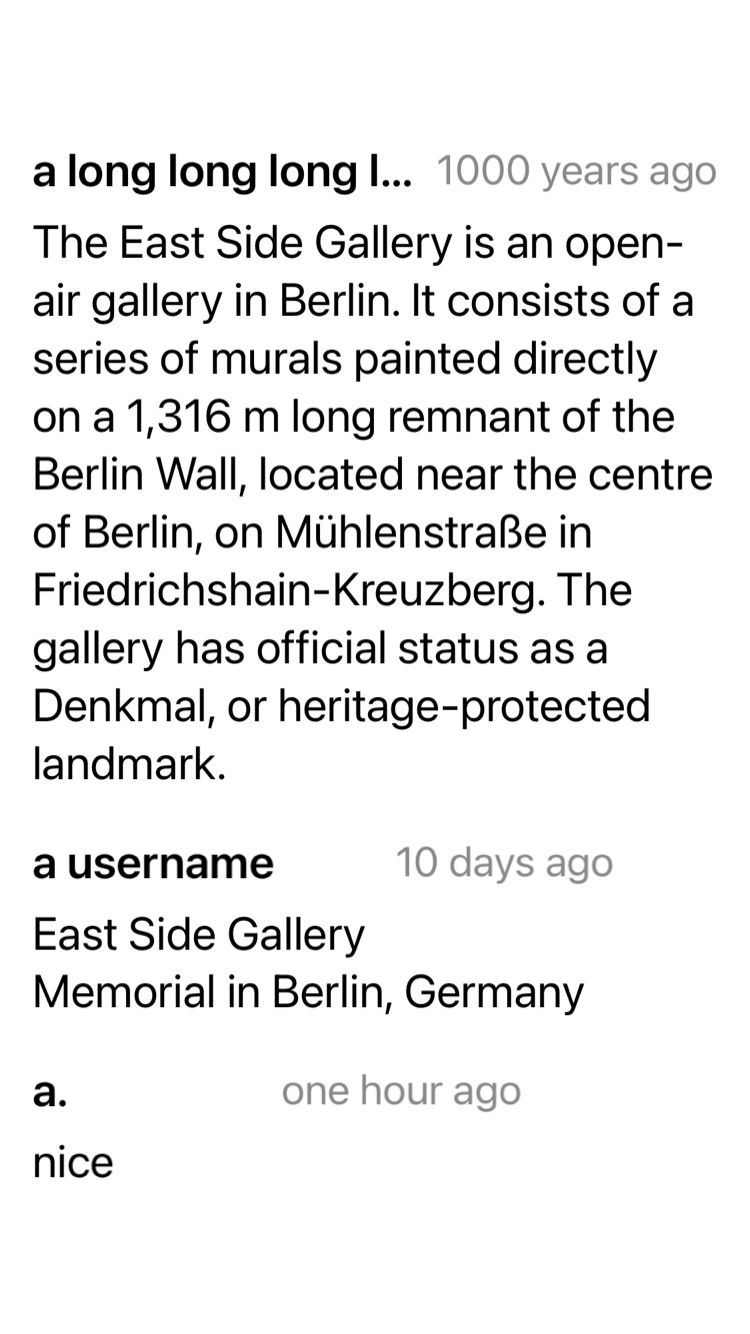 a long long long l... 1000 years ago
The East Side Gallery is an open-
air gallery in Berlin. It consists of a
series of murals painted directly
on a 1,316 m long remnant of the
Berlin Wall, located near the centre
of Berlin, on Mühlenstraße in
Friedrichshain-Kreuzberg. The
gallery has official status as a
Denkmal, or heritage-protected
landmark.
a username 10 days ago
East Side Gallery
Memorial in Berlin, Germany
a. one hour ago
nice